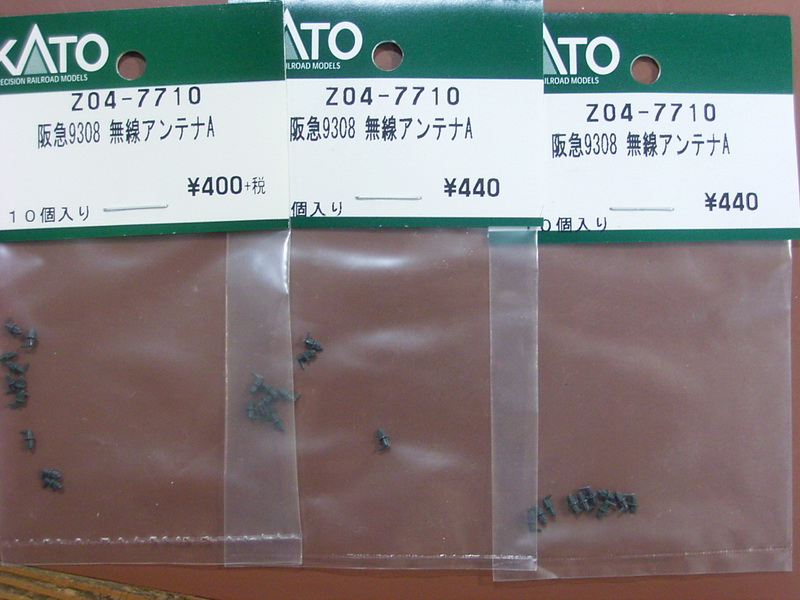 KATO
PRECISION RAILROAD MODELS
Z04-7710
阪急9308 無線アンテナA
¥400+税
10個入り
ATO
RAILROAD MODELS
Z04-7710
阪急9308 無線アンテナA
¥440
個入り
ATO
RAILROAD MODELS
Z04-7710
阪急9308 無線アンテナA
¥440
10個入り